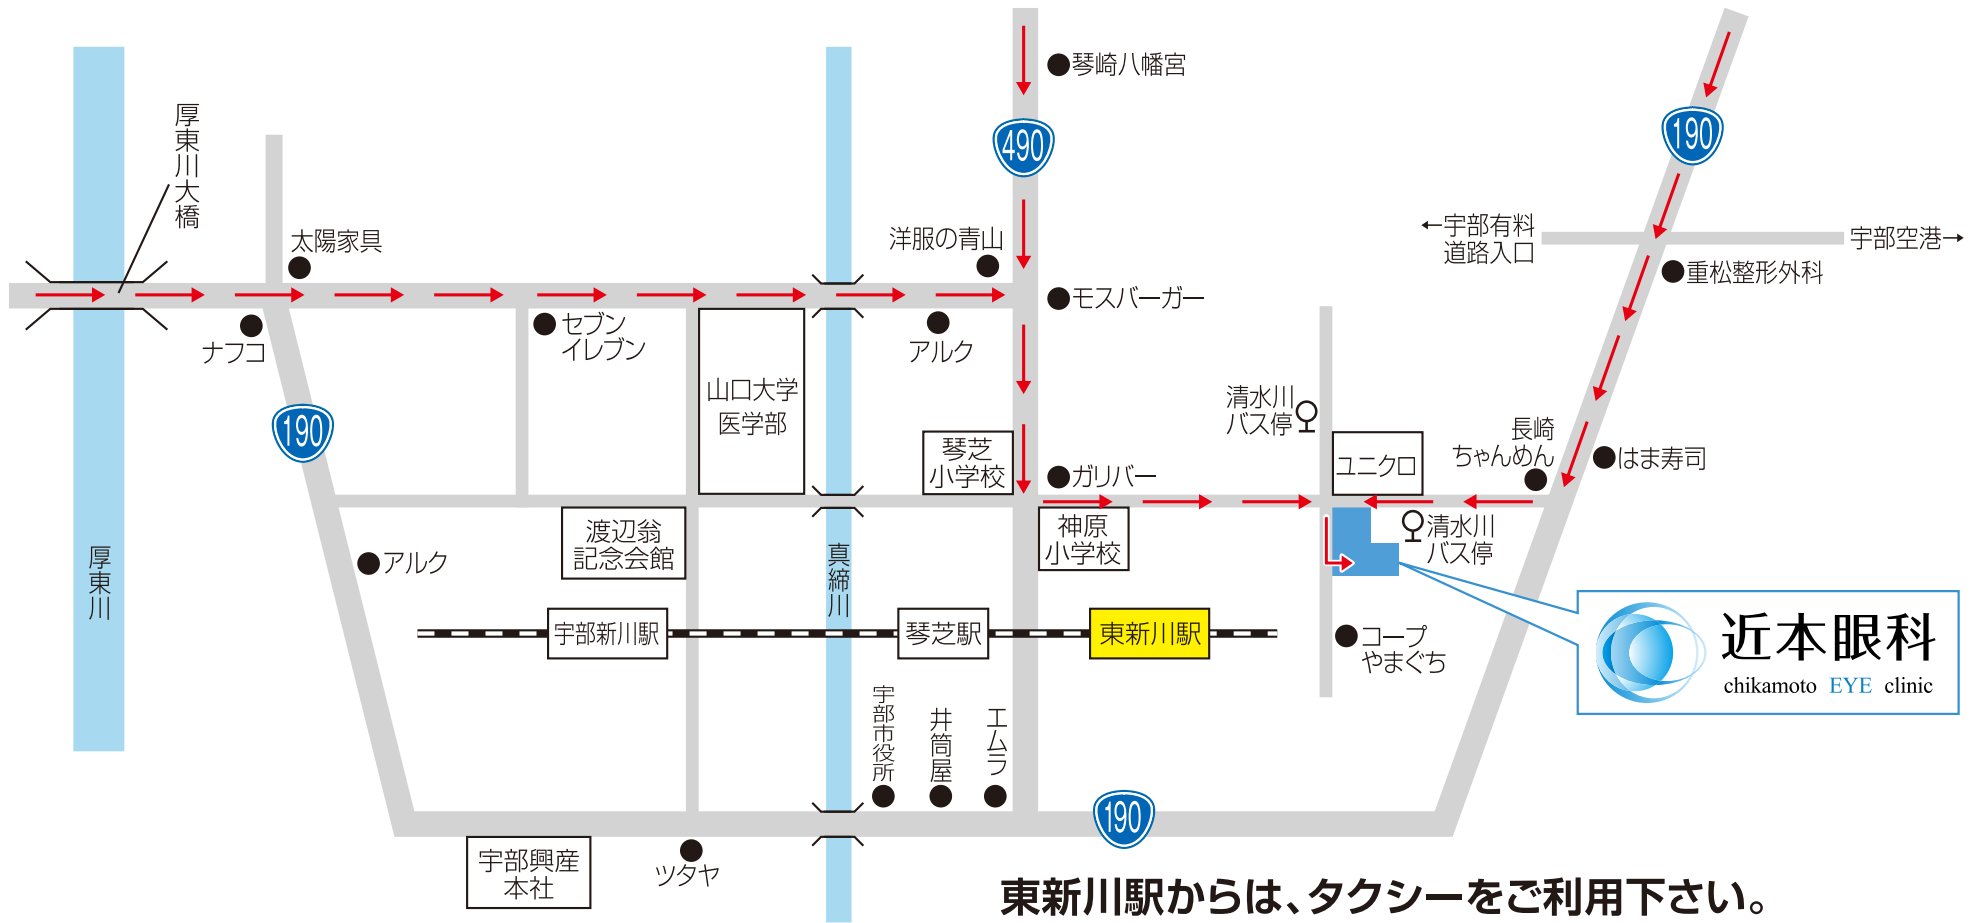 琴崎八幡宮
490
190
厚東川大橋
太陽家具
洋服の青山
←宇部有料
道路入口
宇部空港→
重松整形外科
モスバーガー
ナフコ
セブン
イレブン
アルク
山口大学
医学部
清水川
バス停
190
琴芝
小学校
ガリバー
ユニクロ
長崎
ちゃんめん
はま寿司
渡辺翁
記念会館
神原
小学校
清水川
バス停
アルク
厚東川
真締川
宇部新川駅
琴芝駅
東新川駅
コープ
やまぐち
近本眼科
chikamoto EYE clinic
宇部市役所
井筒屋
エムラ
190
宇部興産
本社
ツタヤ
東新川駅からは、タクシーをご利用下さい。